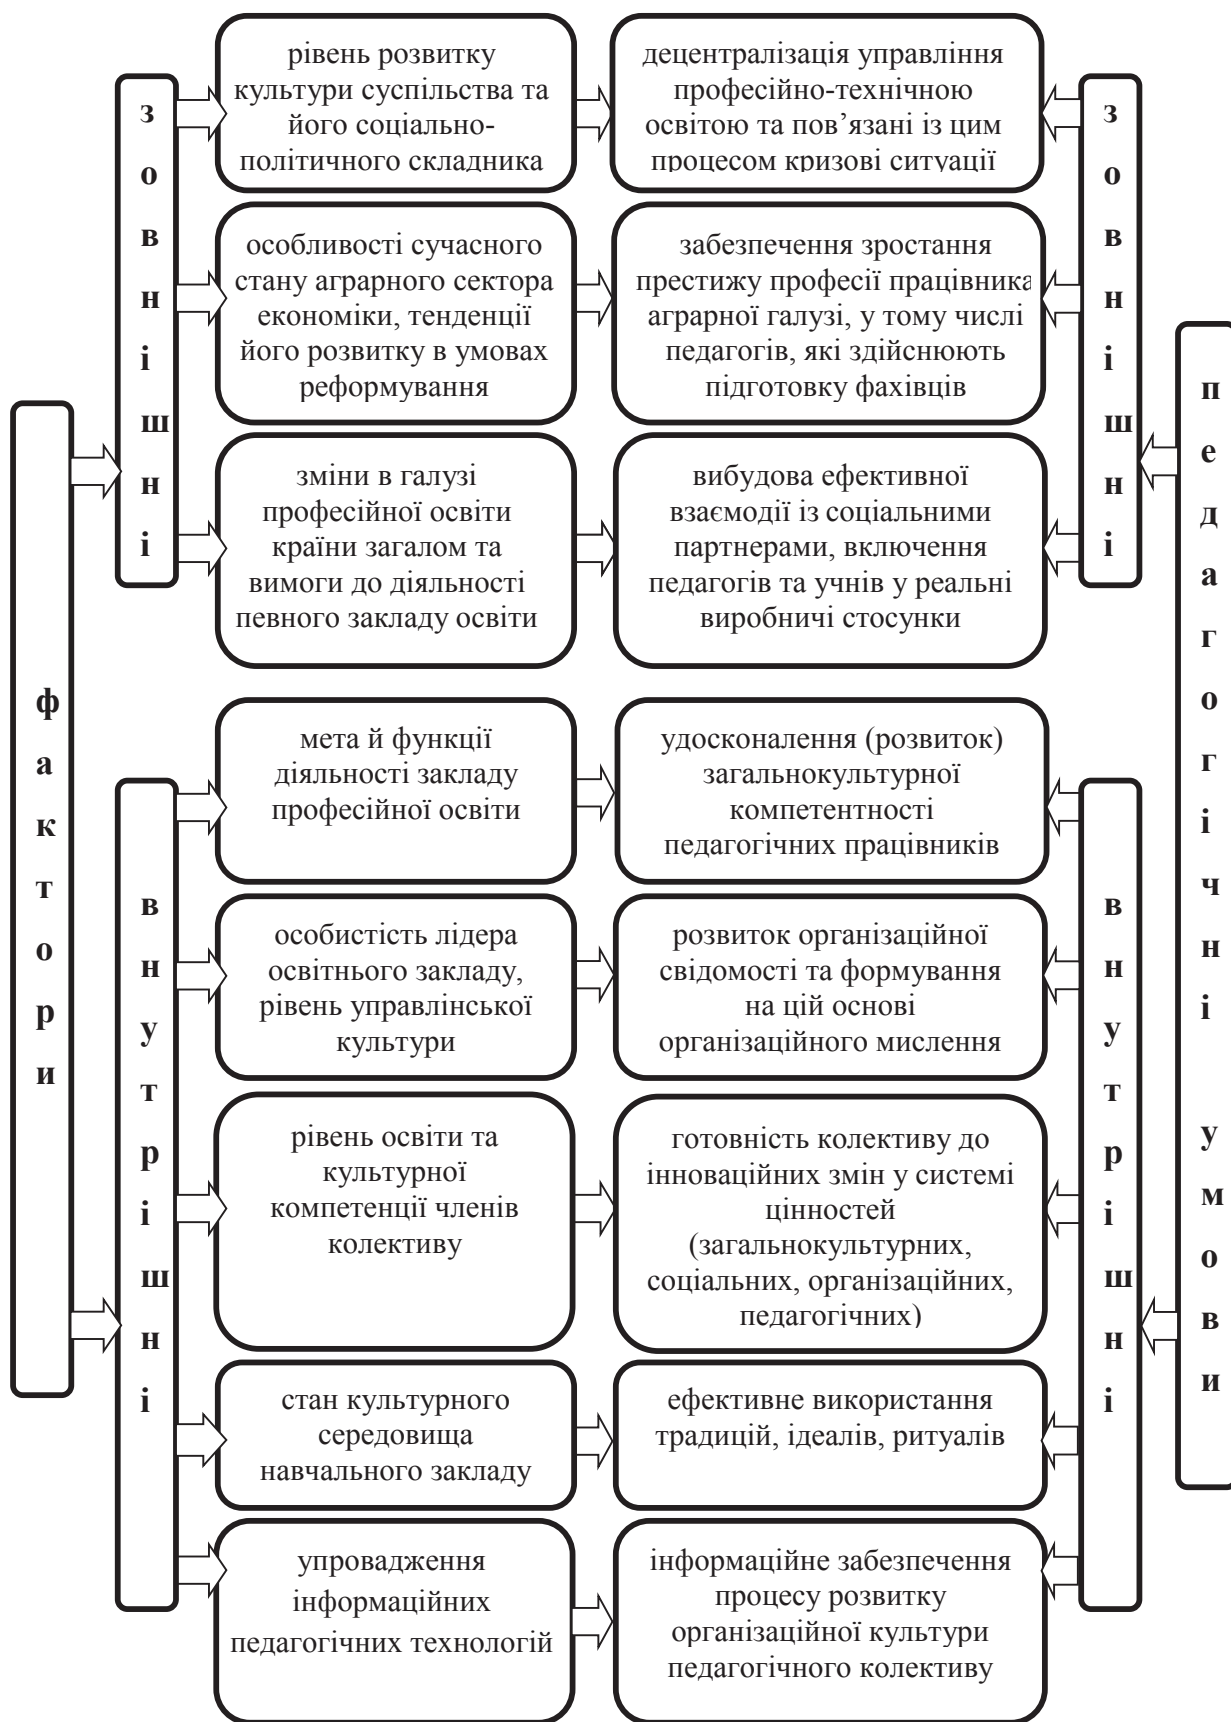 фактори
зовнішні
рівень розвитку
культури суспільства та
його соціально-
політичного складника
децентралізація управління
професійно-технічною
освітою та пов’язані із цим
процесом кризові ситуації
особливості сучасного
стану аграрного сектора
економіки, тенденції
його розвитку в умовах
реформування
забезпечення зростання
престижу професії працівника
аграрної галузі, у тому числі
педагогів, які здійснюють
підготовку фахівців
зміни в галузі
професійної освіти
країни загалом та
вимоги до діяльності
певного закладу освіти
вибудова ефективної
взаємодії із соціальними
партнерами, включення
педагогів та учнів у реальні
виробничі стосунки
зовнішні
внутрішні
мета й функції
діяльності закладу
професійної освіти
удосконалення (розвиток)
загальнокультурної
компетентності
педагогічних працівників
особистість лідера
освітнього закладу,
рівень управлінської
культури
розвиток організаційної
свідомості та формування
на цій основі
організаційного мислення
рівень освіти та
культурної
компетенції членів
колективу
готовність колективу до
інноваційних змін у системі
цінностей
(загальнокультурних,
соціальних, організаційних,
педагогічних)
стан культурного
середовища
навчального закладу
ефективне використання
традицій, ідеалів, ритуалів
упровадження
інформаційних
педагогічних технологій
інформаційне забезпечення
процесу розвитку
організаційної культури
педагогічного колективу
внутрішні
педагогічні умови